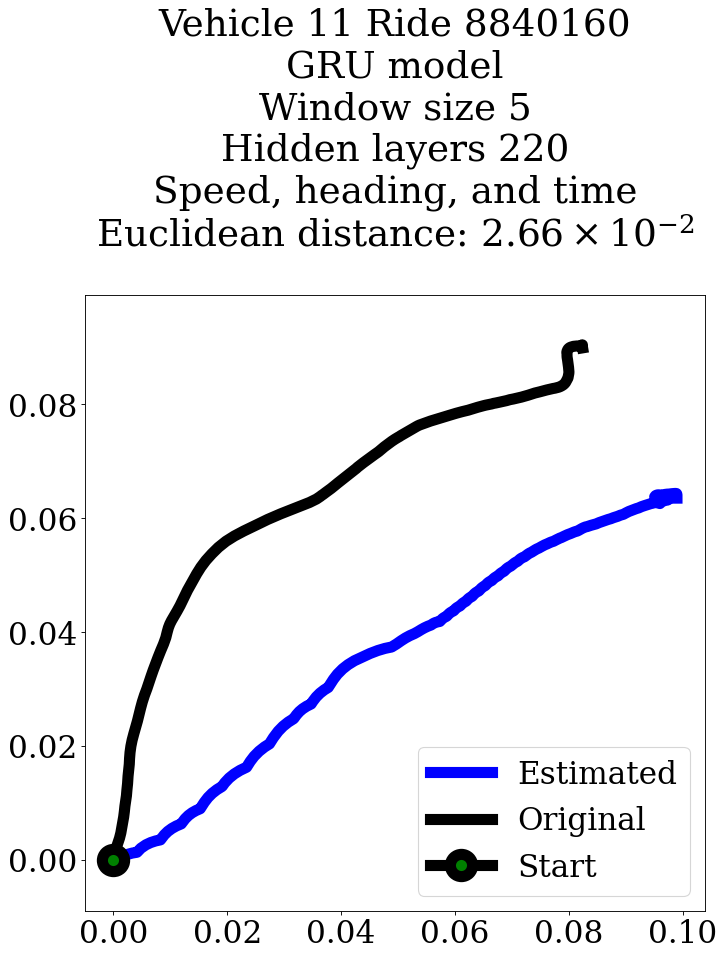 Vehicle 11 Ride 8840160
GRU model
Window size 5
Hidden layers 220
Speed, heading, and time
Euclidean distance: 2.66 × 10⁻²
0.08
0.06
0.04
0.02
0.00
Estimated
Original
Start
0.00 0.02 0.04 0.06 0.08 0.10